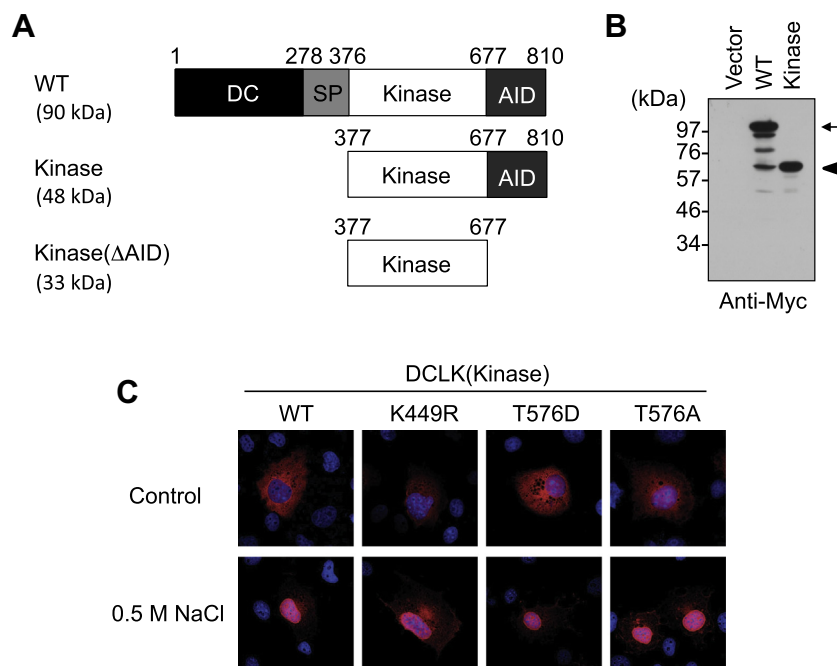 A
1 278 376 677 810
WT
(90 kDa)
DC SP Kinase AID
377 677 810
Kinase
(48 kDa)
Kinase AID
377 677
Kinase(ΔAID)
(33 kDa)
Kinase
B
Vector
WT
Kinase
(kDa)
97
76
57
46
34
Anti-Myc
C
DCLK(Kinase)
WT K449R T576D T576A
Control
0.5 M NaCl